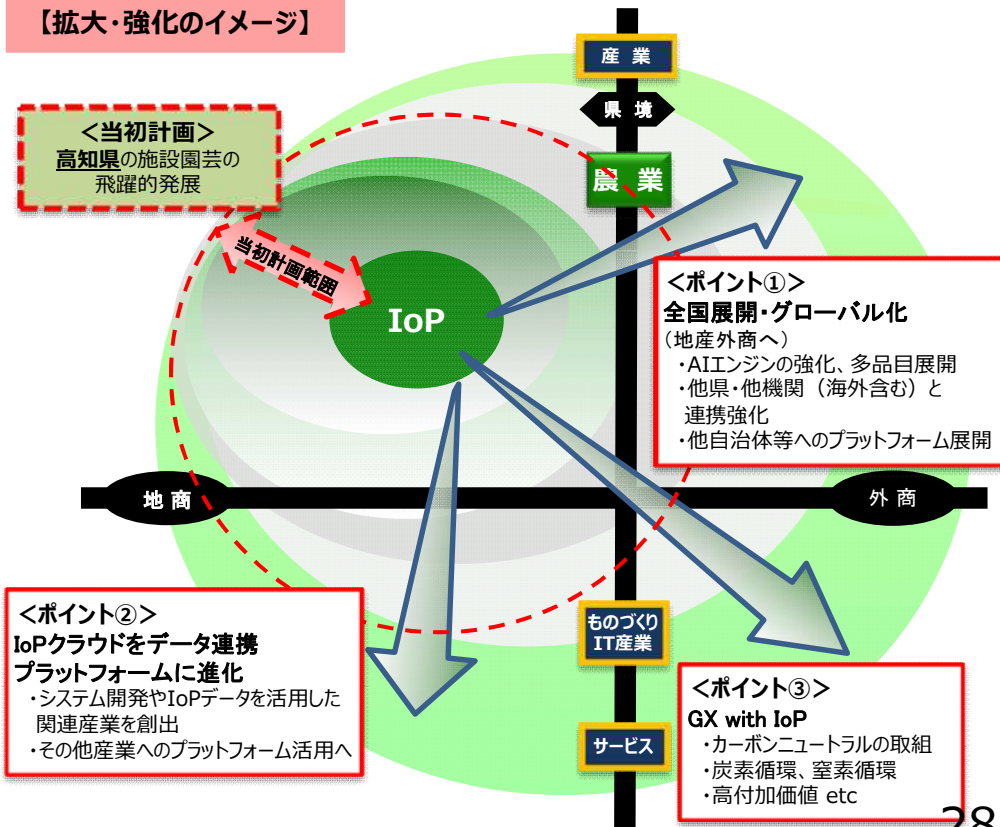 【拡大・強化のイメージ】
産 業
県 境
＜当初計画＞
高知県の施設園芸の
飛躍的発展
農 業
当初計画範囲
IoP
＜ポイント①＞
全国展開・グローバル化
（地産外商へ）
・AIエンジンの強化、多品目展開
・他県・他機関（海外含む）と
連携強化
・他自治体等へのプラットフォーム展開
地 商
外 商
＜ポイント②＞
IoPクラウドをデータ連携
プラットフォームに進化
・システム開発やIoPデータを活用した
関連産業を創出
・その他産業へのプラットフォーム活用へ
ものづくり
IT産業
サービス
＜ポイント③＞
GX with IoP
・カーボンニュートラルの取組
・炭素循環、窒素循環
・高付加価値 etc
28